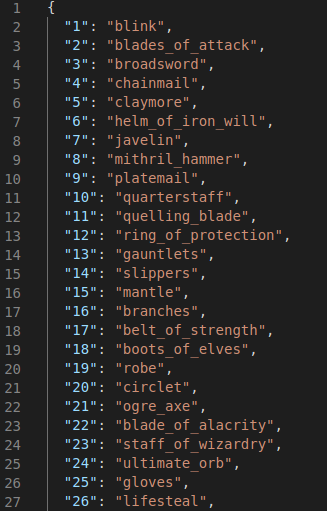 1 {
2 "1": "blink",
3 "2": "blades_of_attack",
4 "3": "broadsword",
5 "4": "chainmail",
6 "5": "claymore",
7 "6": "helm_of_iron_will",
8 "7": "javelin",
9 "8": "mithril_hammer",
10 "9": "platemail",
11 "10": "quarterstaff",
12 "11": "quelling_blade",
13 "12": "ring_of_protection",
14 "13": "gauntlets",
15 "14": "slippers",
16 "15": "mantle",
17 "16": "branches",
18 "17": "belt_of_strength",
19 "18": "boots_of_elves",
20 "19": "robe",
21 "20": "circlet",
22 "21": "ogre_axe",
23 "22": "blade_of_alacrity",
24 "23": "staff_of_wizardry",
25 "24": "ultimate_orb",
26 "25": "gloves",
27 "26": "lifesteal",